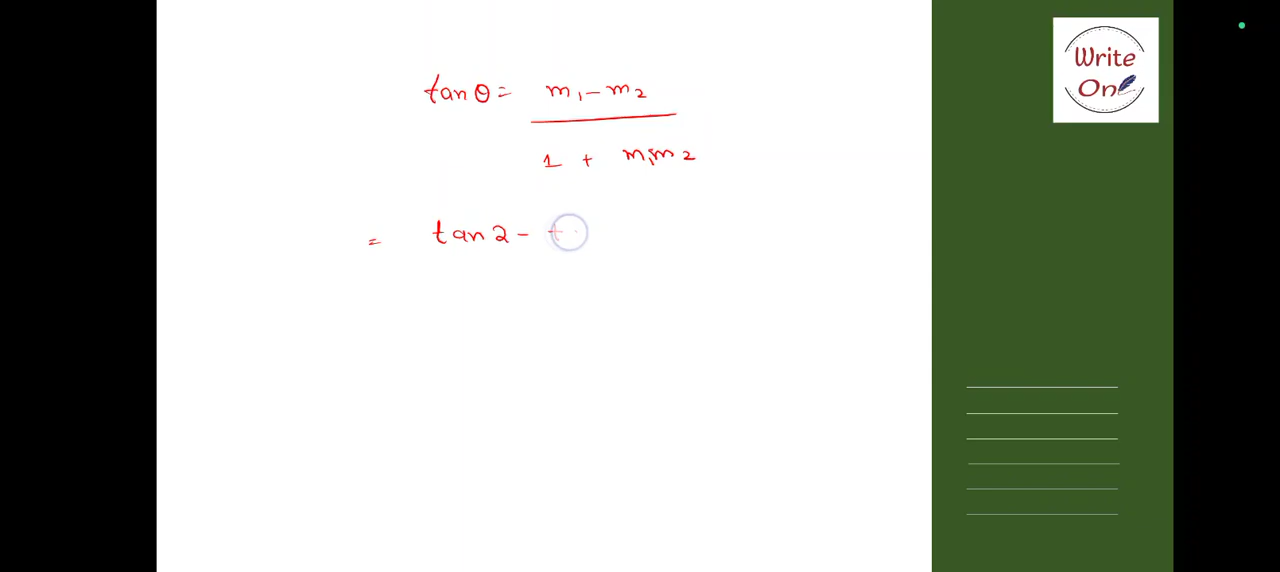 tan θ = m₁ - m₂
1 + m₁m₂
= tan 2 - t
Write
On